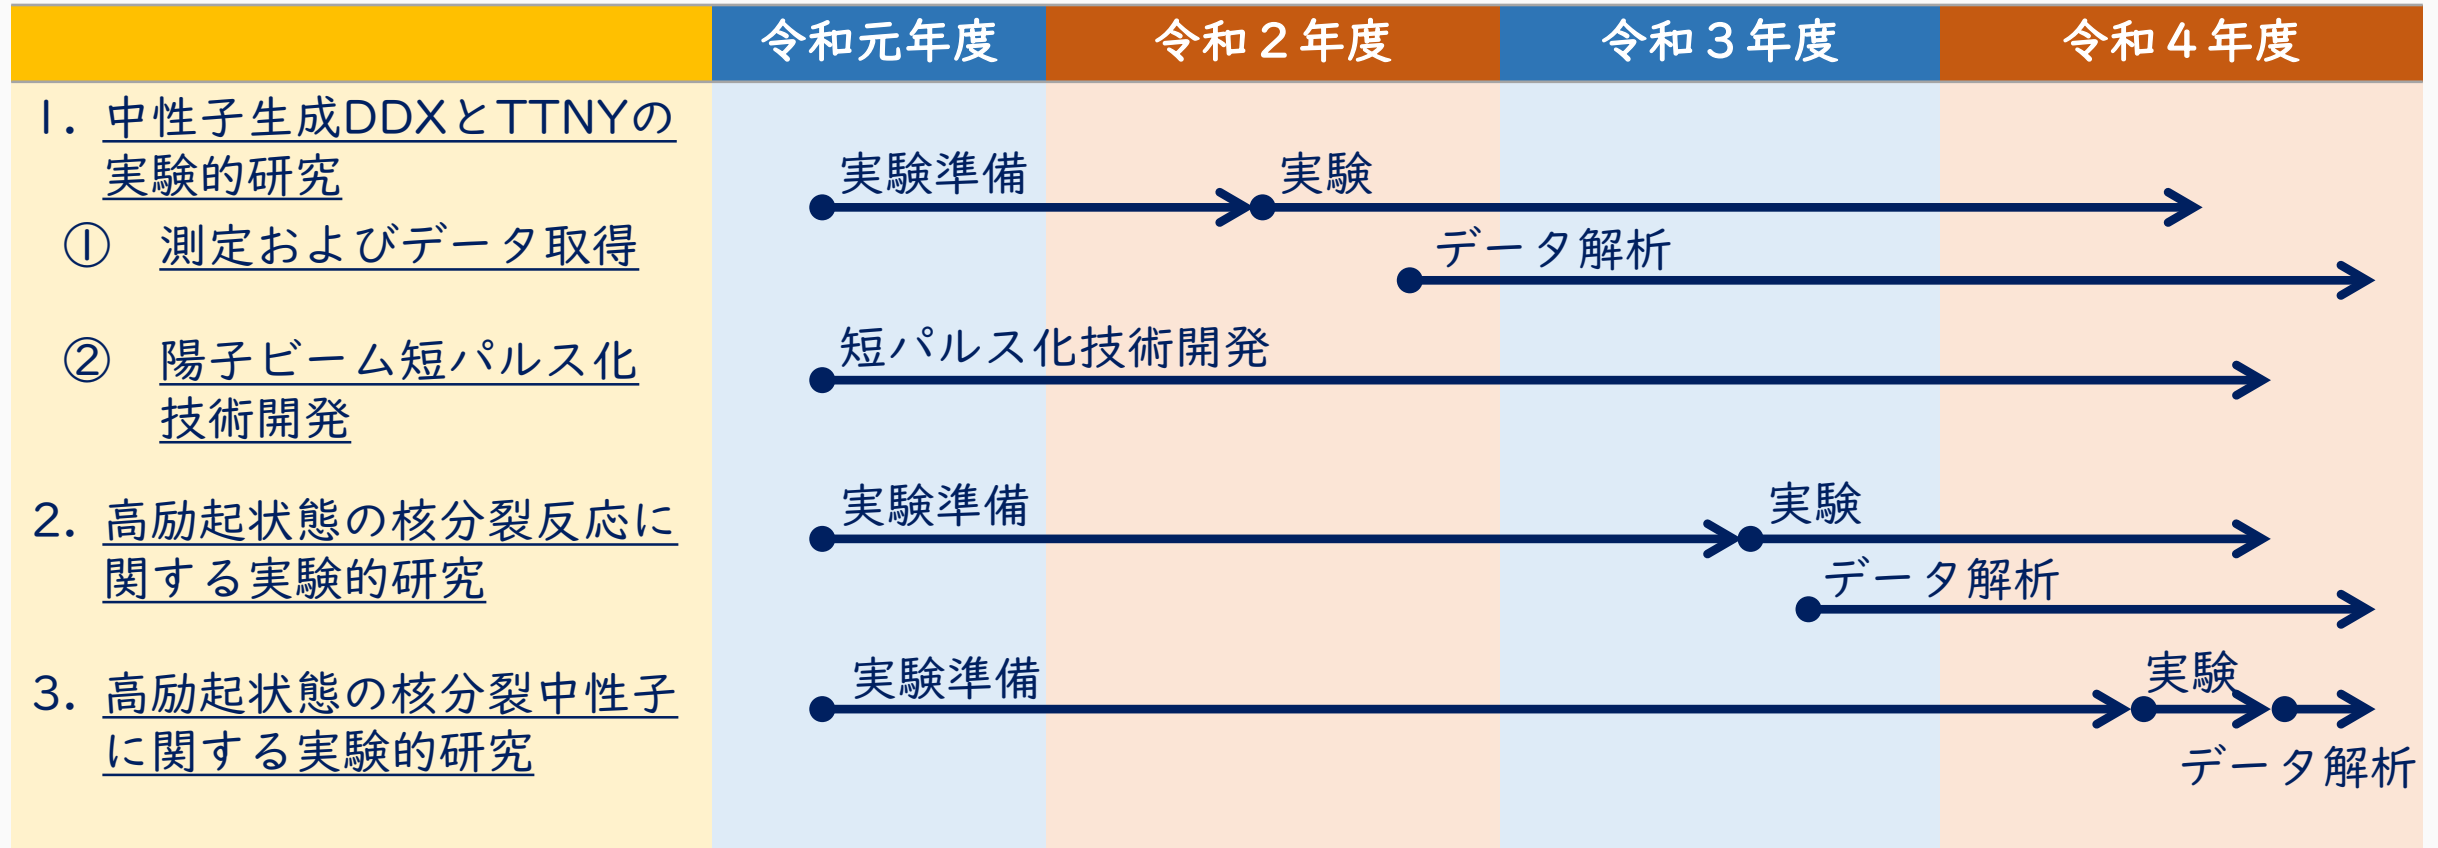 令和元年度 令和２年度 令和３年度 令和４年度
1. 中性子生成DDXとTTNYの
実験的研究
実験準備 実験
① 測定およびデータ取得
データ解析
② 陽子ビーム短パルス化
技術開発
短パルス化技術開発
2. 高励起状態の核分裂反応に
関する実験的研究
実験準備 実験
データ解析
3. 高励起状態の核分裂中性子
に関する実験的研究
実験準備 実験
データ解析